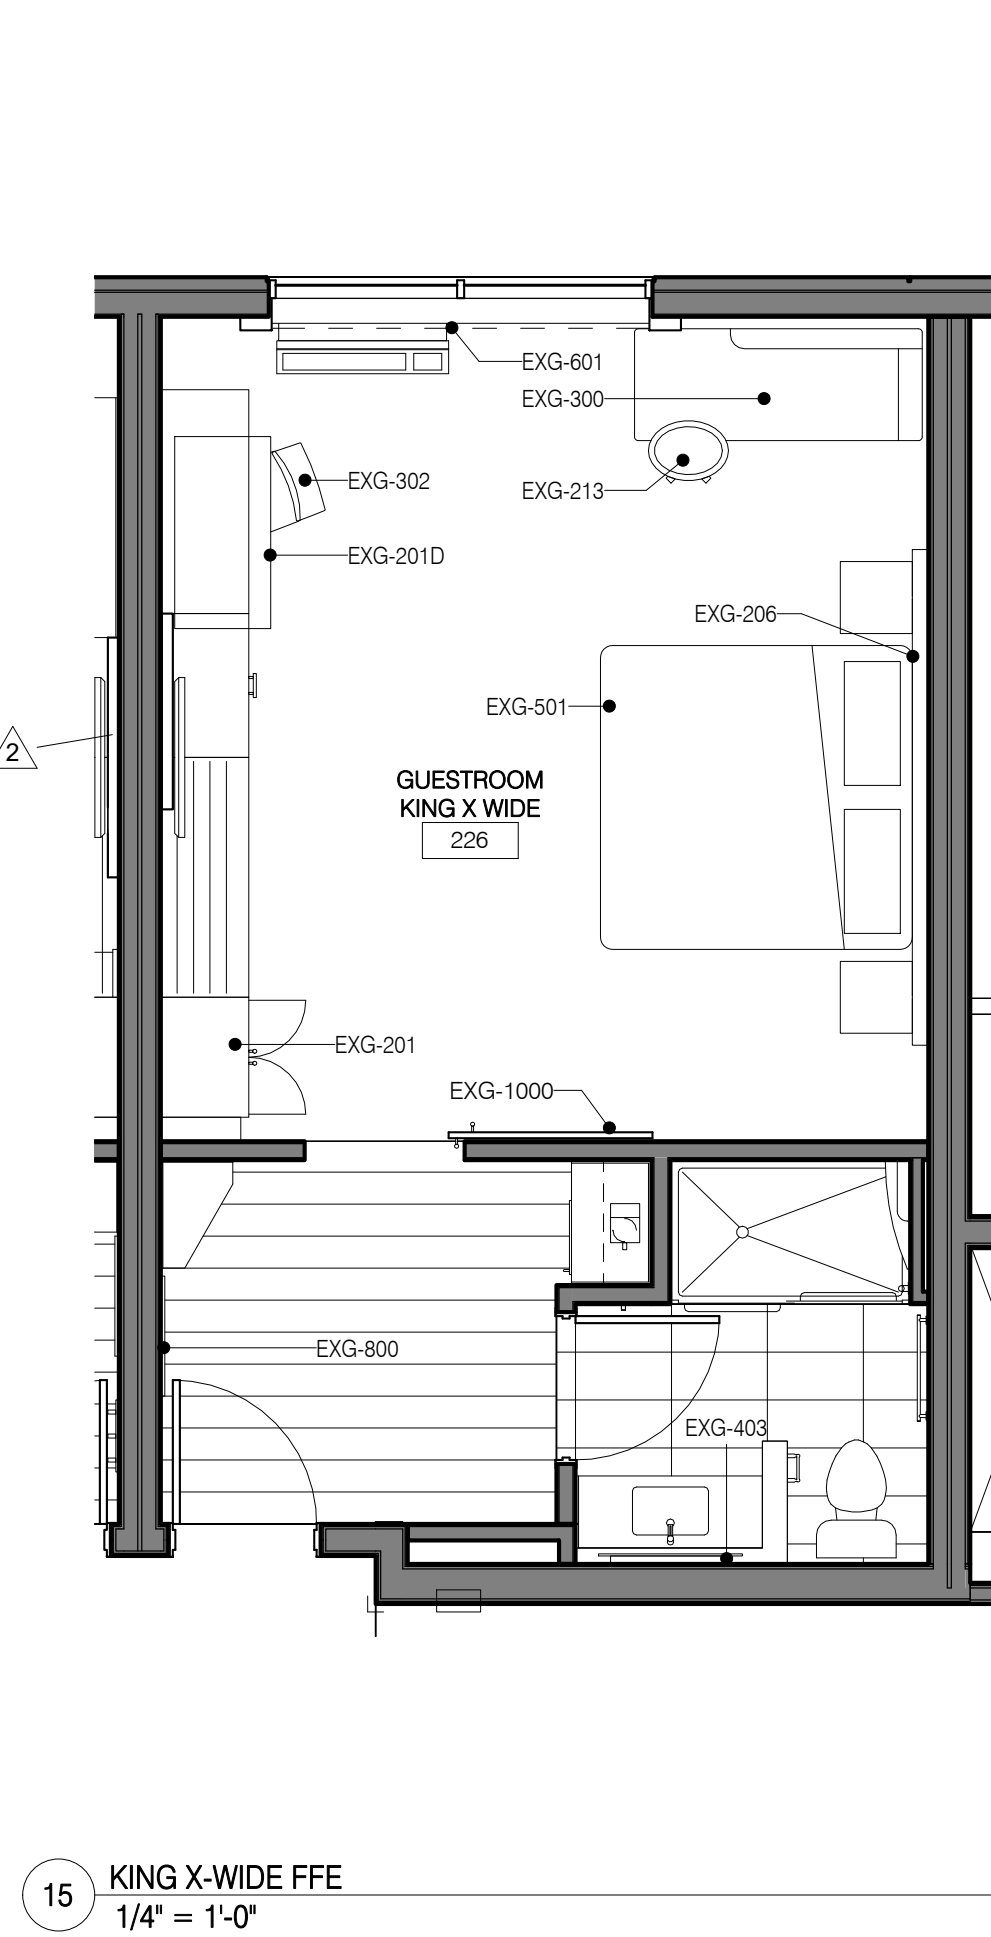 EXG-601
EXG-300
EXG-302
EXG-213
EXG-201D
EXG-206
EXG-501
2
GUESTROOM
KING X WIDE
226
EXG-201
EXG-1000
EXG-800
EXG-403
15
KING X-WIDE FFE
1/4" = 1'-0"